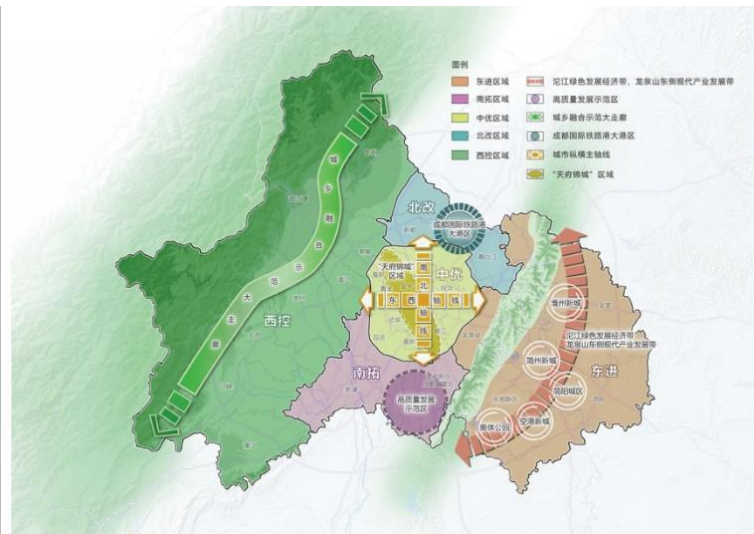 图例
东进区域
南拓区域
中优区域
北改区域
西控区域
沱江绿色发展经济带、龙泉山东侧现代产业发展带
高质量发展示范区
城乡融合示范大走廊
成都国际铁路港大港区
城市纵横主轴线
“天府锦城”区域
城乡融合示范大走廊
西控
北改
成都国际铁路港
大港区
青白江
新都
中优
“天府锦城”
区域
南北轴线
东西轴线
南拓
高质量发展
示范区
东进
淮州新城
沱江绿色发展经济带
龙泉山东侧现代产业发展带
简州新城
简阳城区
空港新城
奥体公园